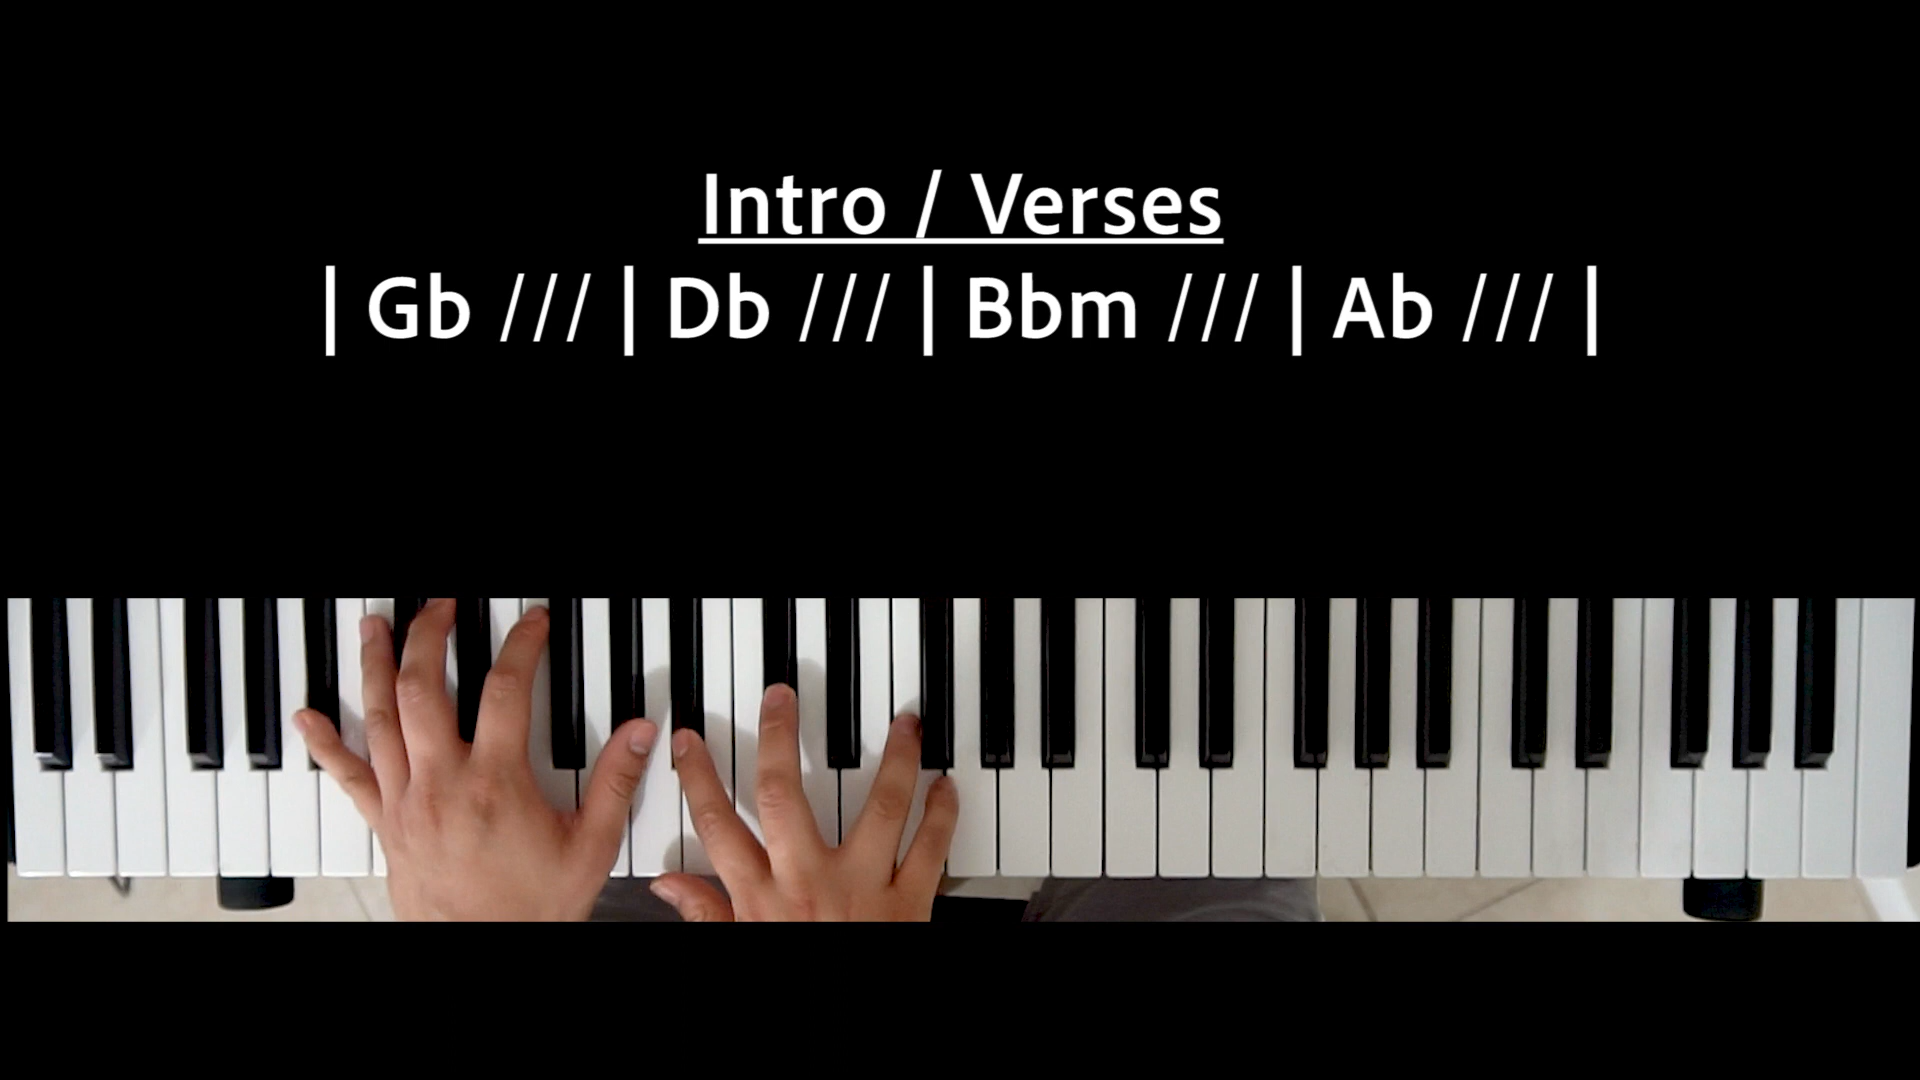 Intro / Verses
| Gb /// | Db /// | Bbm /// | Ab /// |